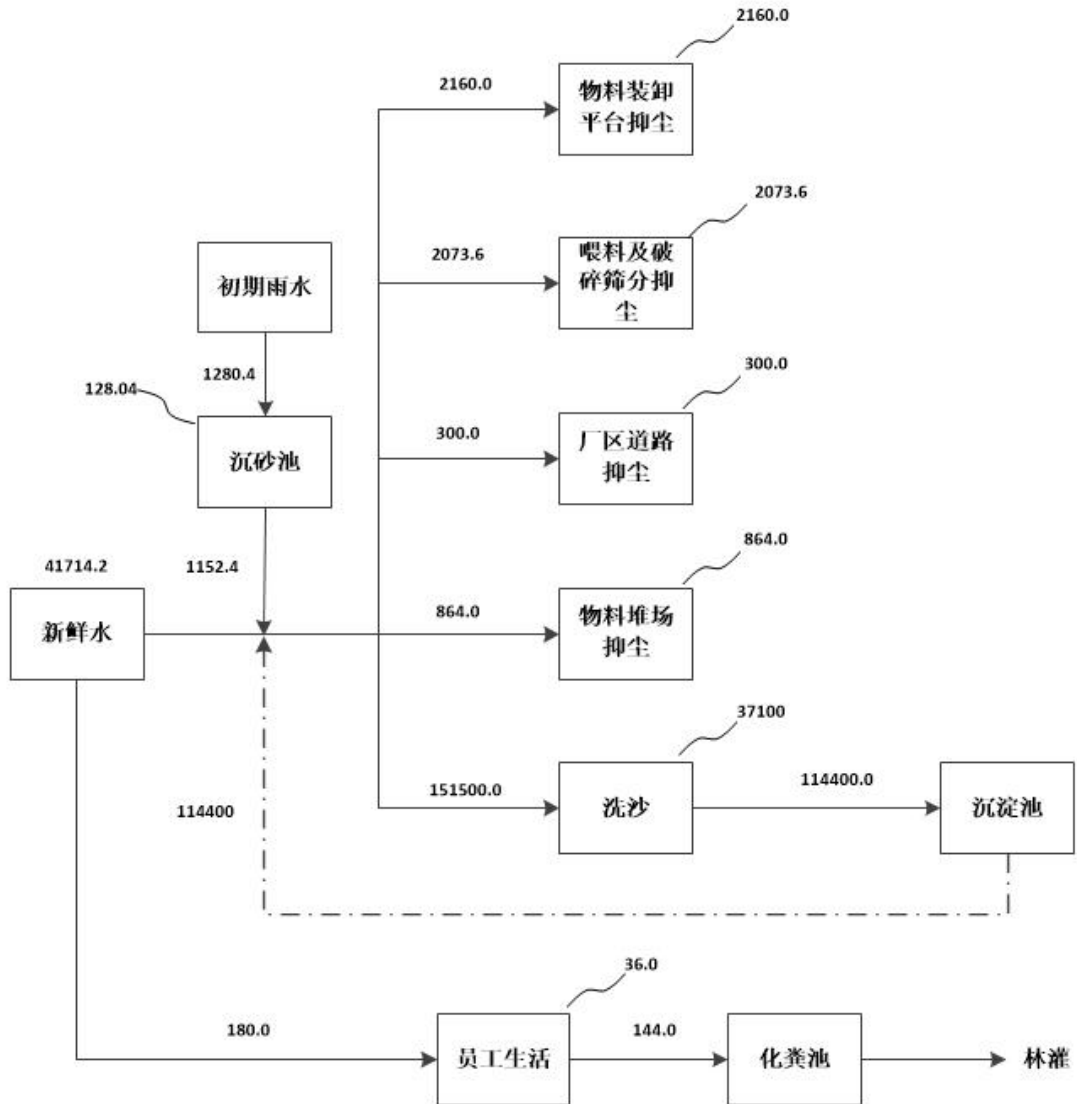 2160.0
2160.0
物料装卸
平台抑尘
2073.6
2073.6
喂料及破
碎筛分抑
尘
初期雨水
1280.4
128.04
沉砂池
300.0
300.0
厂区道路
抑尘
41714.2
1152.4
新鲜水
864.0
864.0
物料堆场
抑尘
37100
151500.0
洗沙
114400.0
沉淀池
114400
36.0
180.0
员工生活
144.0
化粪池
林灌